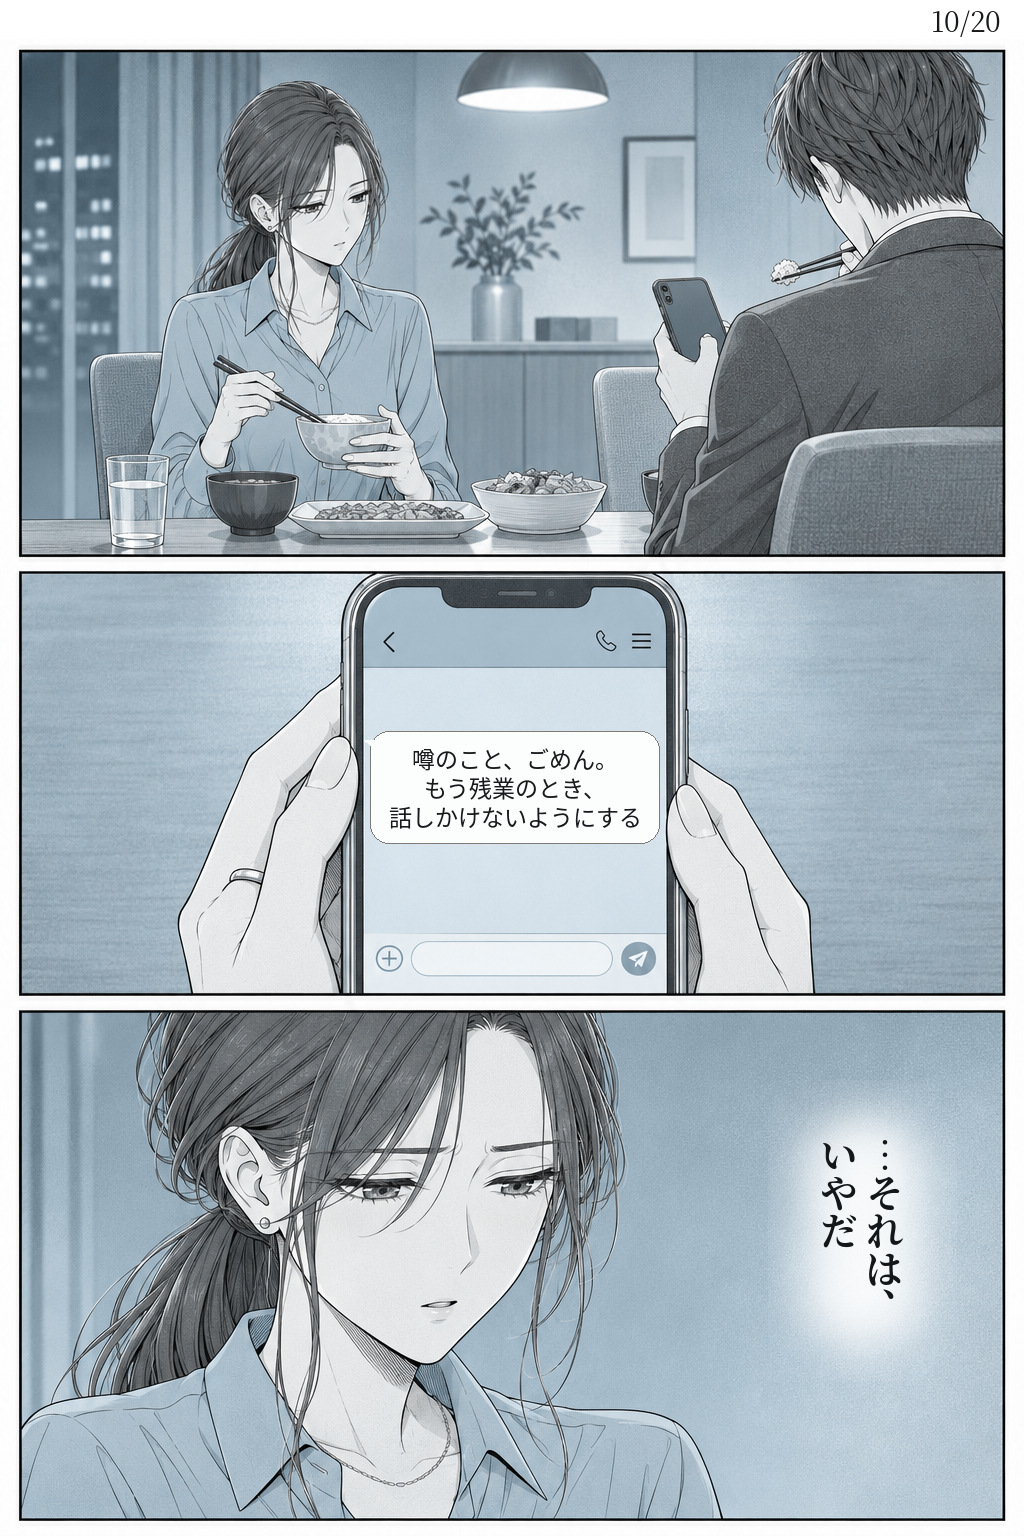 10/20
噂のこと、ごめん。
もう残業のとき、
話しかけないようにする
…それは、
いやだ